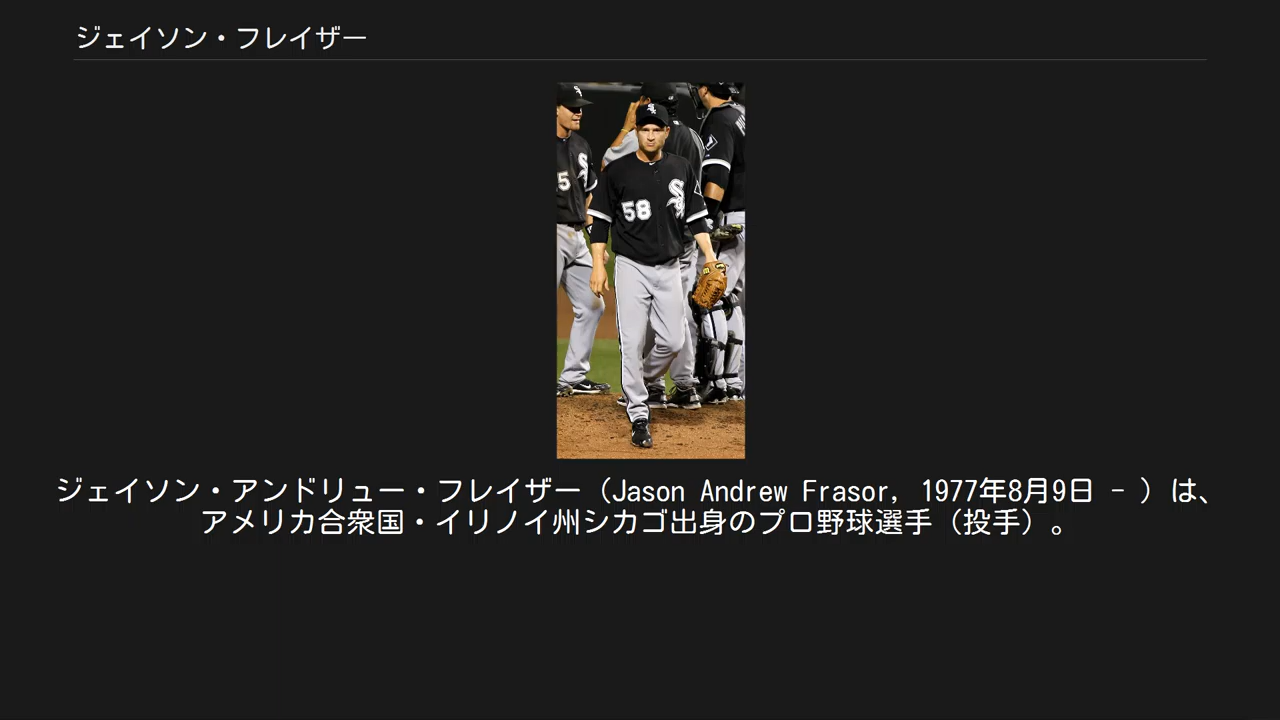 ジェイソン・フレイザー
58
5
ジェイソン・アンドリュー・フレイザー（Jason Andrew Frasor, 1977年8月9日 - ）は、
アメリカ合衆国・イリノイ州シカゴ出身のプロ野球選手（投手）。